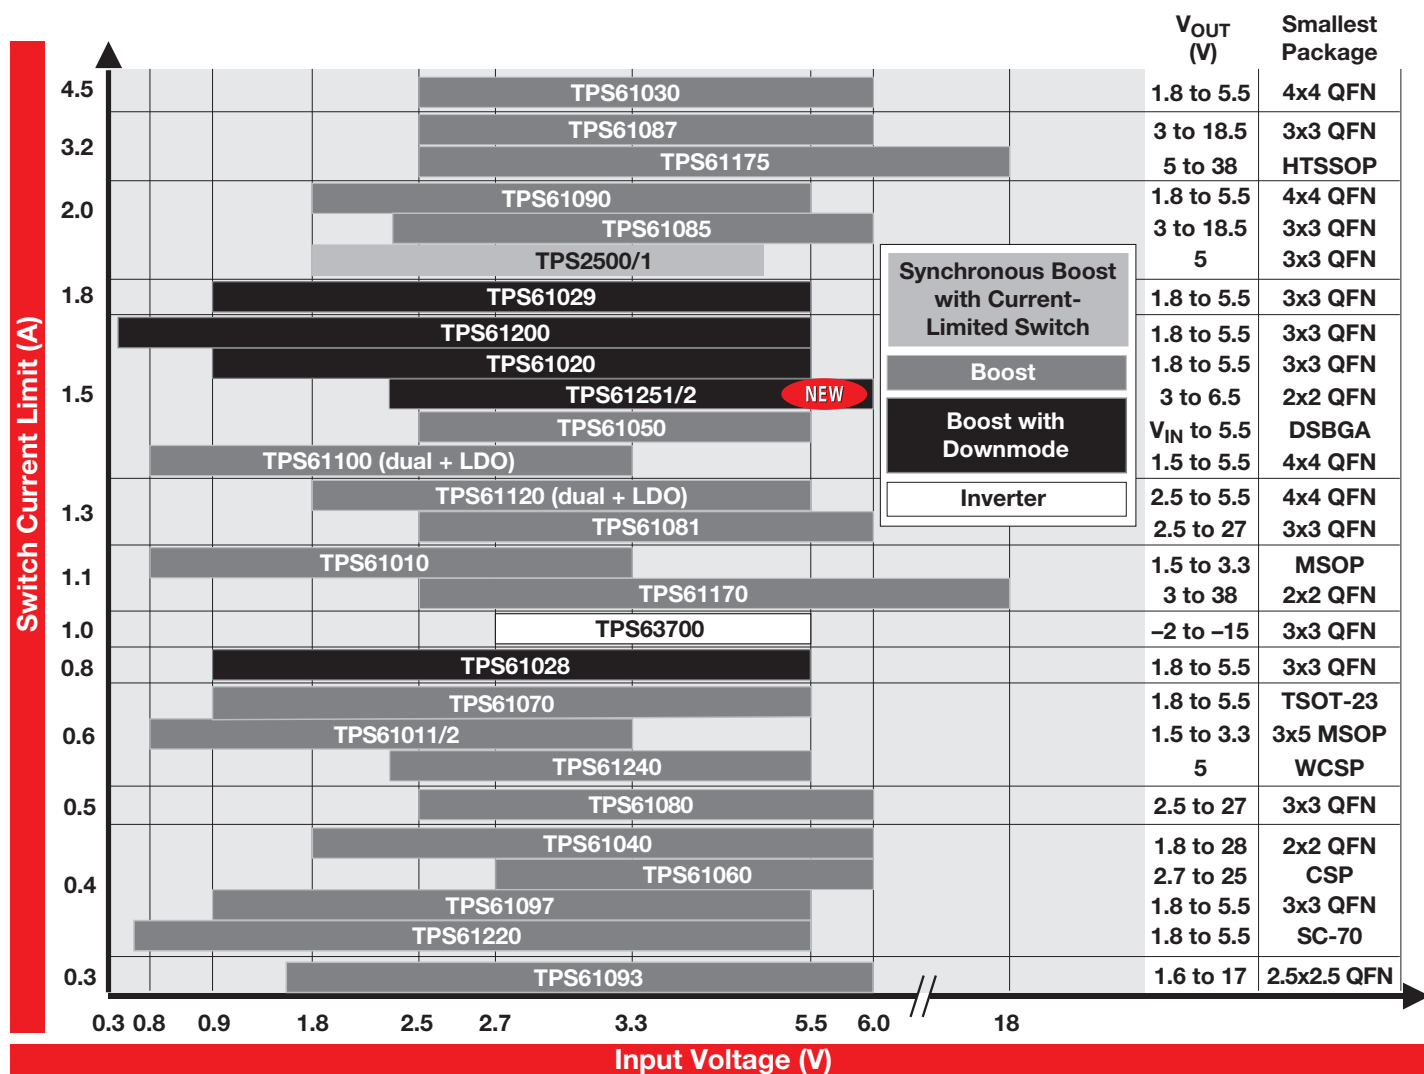 VOUT (V)
Smallest Package
Switch Current Limit (A)
4.5 TPS61030 1.8 to 5.5 4x4 QFN
3.2
TPS61087 3 to 18.5 3x3 QFN
TPS61175 5 to 38 HTSSOP
2.0
TPS61090 1.8 to 5.5 4x4 QFN
TPS61085 3 to 18.5 3x3 QFN
TPS2500/1 5 3x3 QFN
1.8 TPS61029 1.8 to 5.5 3x3 QFN
1.5
TPS61200 1.8 to 5.5 3x3 QFN
TPS61020 1.8 to 5.5 3x3 QFN
TPS61251/2 NEW 3 to 6.5 2x2 QFN
TPS61050 VIN to 5.5 DSBGA
TPS61100 (dual + LDO) 1.5 to 5.5 4x4 QFN
1.3
TPS61120 (dual + LDO) 2.5 to 5.5 4x4 QFN
TPS61081 2.5 to 27 3x3 QFN
1.1
TPS61010 1.5 to 3.3 MSOP
TPS61170 3 to 38 2x2 QFN
1.0 TPS63700 –2 to –15 3x3 QFN
0.8 TPS61028 1.8 to 5.5 3x3 QFN
0.6
TPS61070 1.8 to 5.5 TSOT-23
TPS61011/2 1.5 to 3.3 3x5 MSOP
TPS61240 5 WCSP
0.5 TPS61080 2.5 to 27 3x3 QFN
0.4
TPS61040 1.8 to 28 2x2 QFN
TPS61060 2.7 to 25 CSP
TPS61097 1.8 to 5.5 3x3 QFN
TPS61220 1.8 to 5.5 SC-70
0.3 TPS61093 1.6 to 17 2.5x2.5 QFN
Synchronous Boost
with Current-
Limited Switch
Boost
Boost with
Downmode
Inverter
0.3 0.8 0.9 1.8 2.5 2.7 3.3 5.5 6.0 // 18
Input Voltage (V)